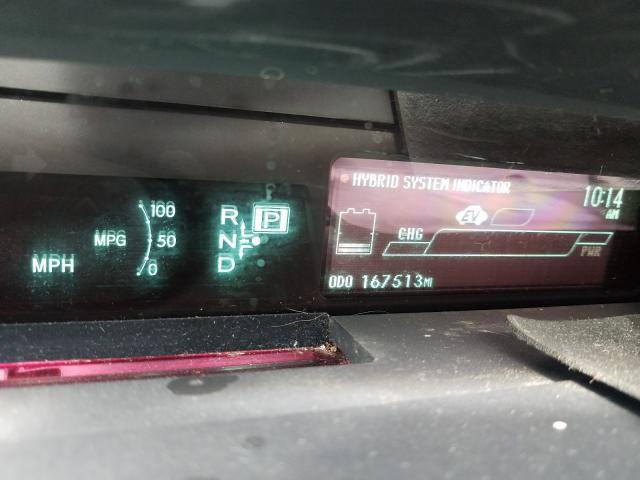 MPH
MPG
100
50
0
R
N
D
P
HYBRID SYSTEM INDICATOR
10:14
AM
EV
CHG
PWR
ODO 167513MI